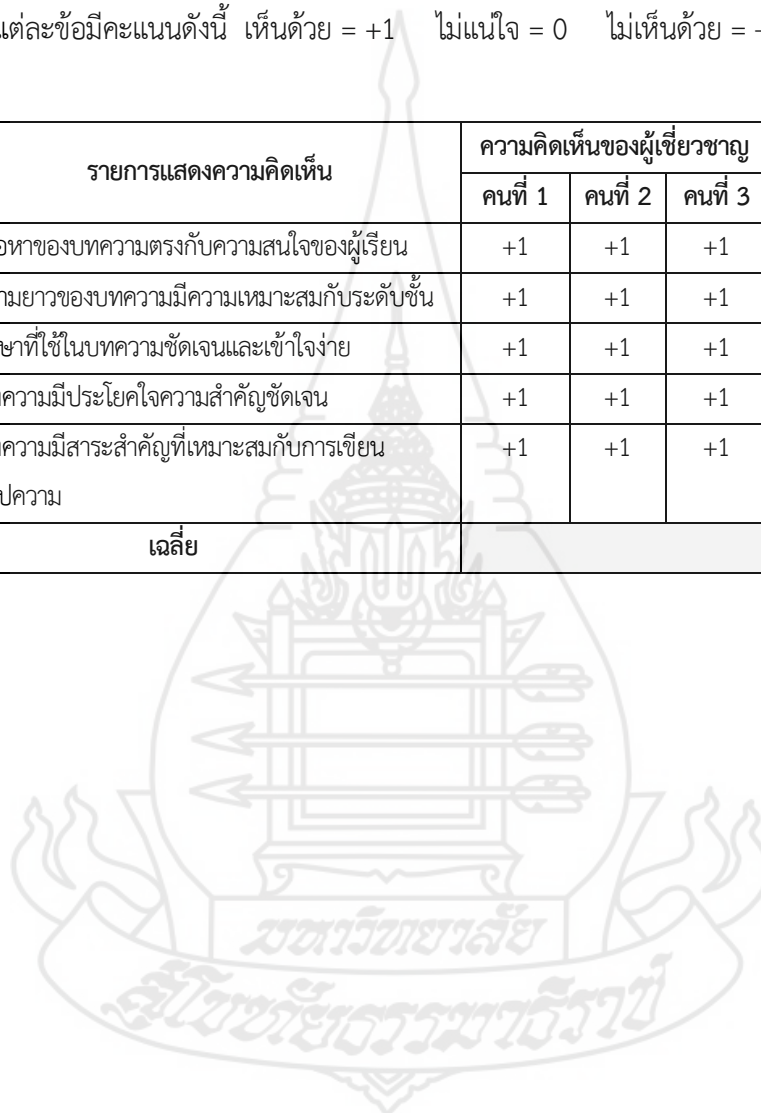 แต่ละข้อมีคะแนนดังนี้ เห็นด้วย = +1 ไม่แน่ใจ = 0 ไม่เห็นด้วย = -
รายการแสดงความคิดเห็น
ความคิดเห็นของผู้เชี่ยวชาญ
คนที่ 1 คนที่ 2 คนที่ 3
อหาของบทความตรงกับความสนใจของผู้เรียน +1 +1 +1
ามยาวของบทความมีความเหมาะสมกับระดับชั้น +1 +1 +1
ษาที่ใช้ในบทความชัดเจนและเข้าใจง่าย +1 +1 +1
ความมีประโยคใจความสำคัญชัดเจน +1 +1 +1
ความมีสาระสำคัญที่เหมาะสมกับการเขียน +1 +1 +1
ปความ
เฉลี่ย
มหาวิทยาลัย
สุโขทัยธรรมาธิราช